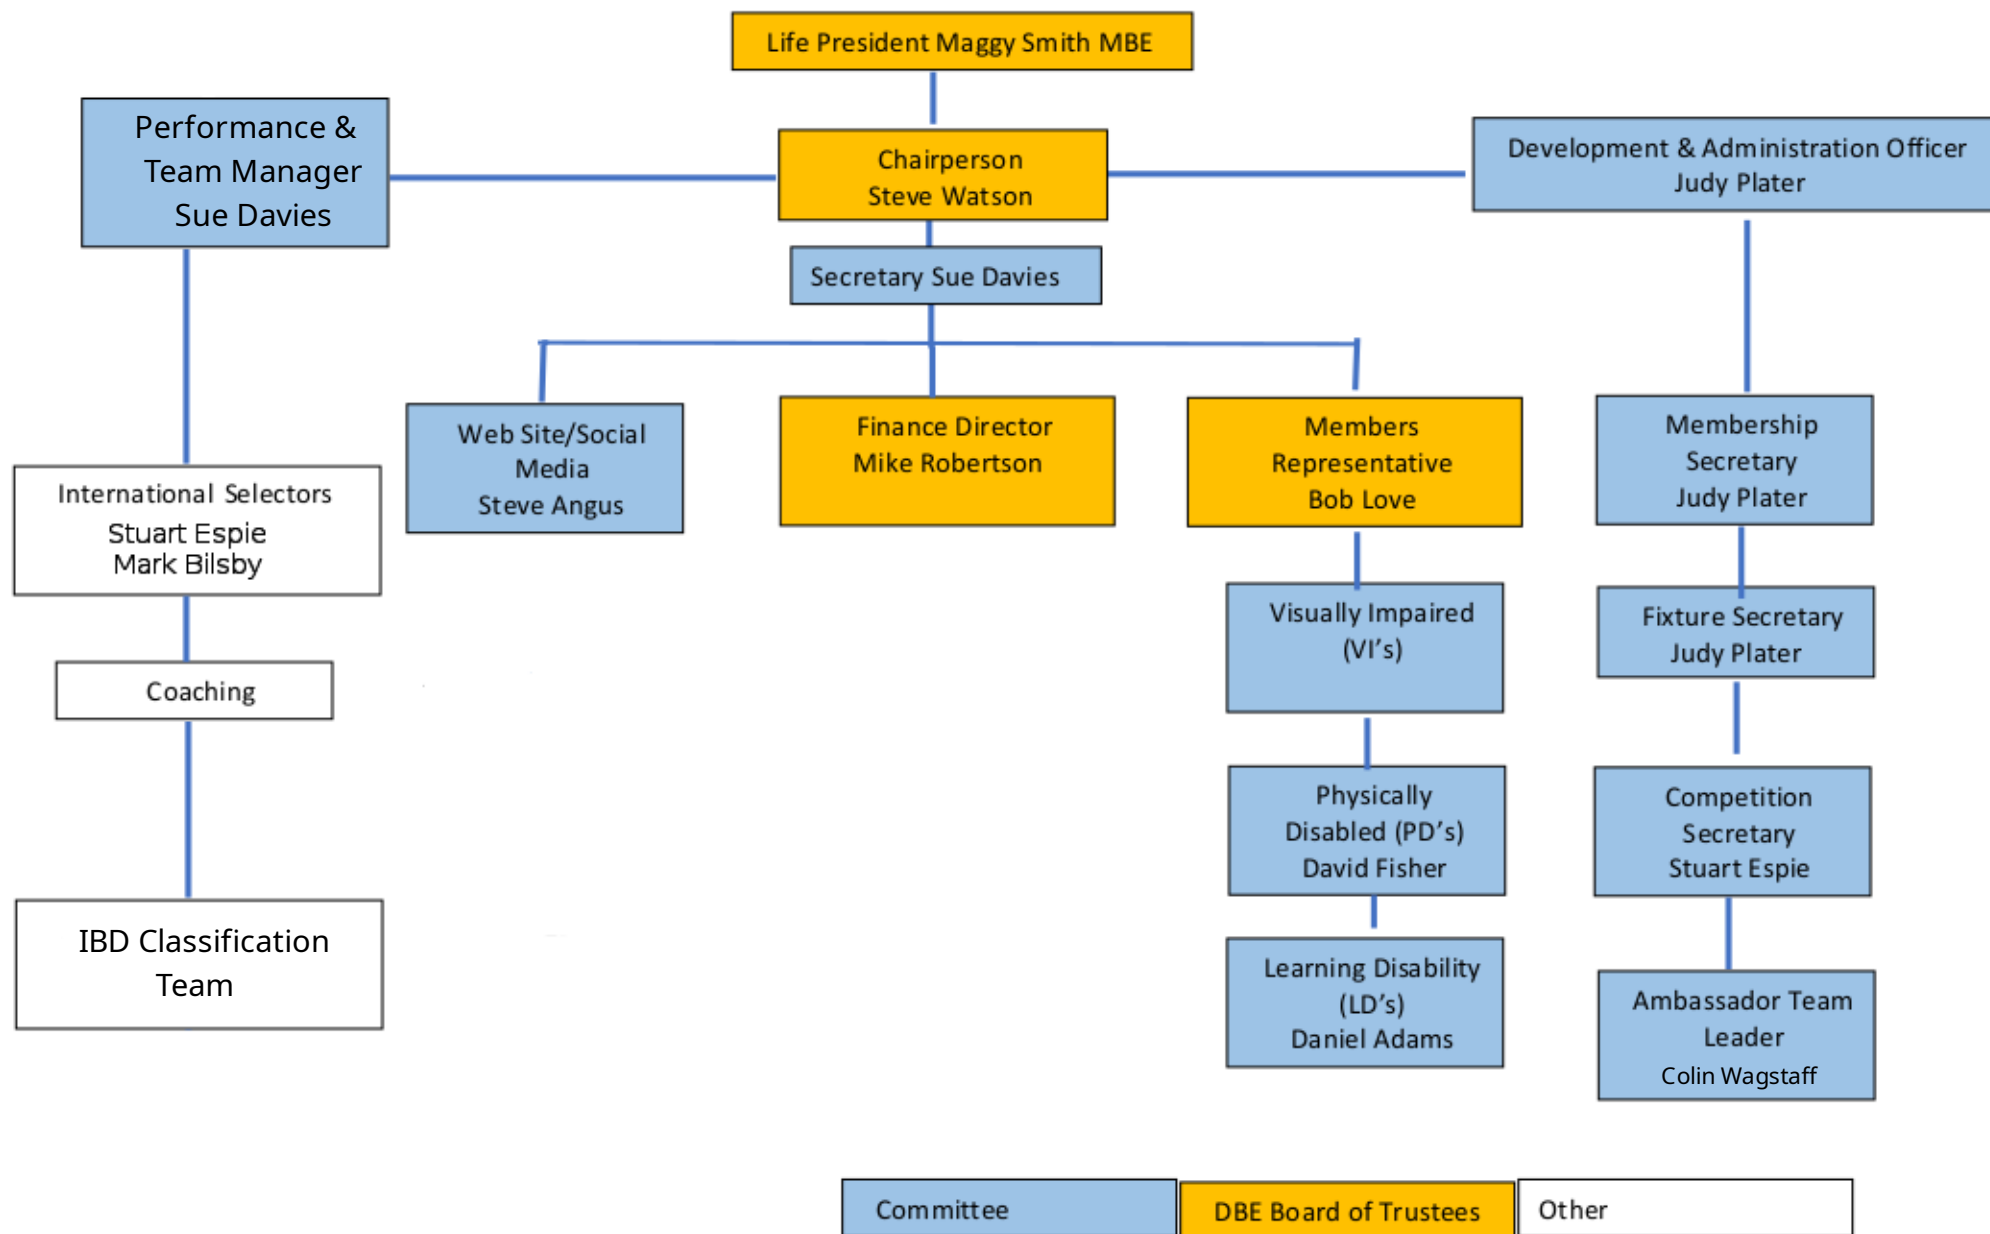 Life President Maggy Smith MBE
Performance &
Team Manager
Sue Davies
Chairperson
Steve Watson
Development & Administration Officer
Judy Plater
Secretary Sue Davies
Web Site/Social
Media
Steve Angus
Finance Director
Mike Robertson
Members
Representative
Bob Love
Membership
Secretary
Judy Plater
International Selectors
Stuart Espie
Mark Bilsby
Visually Impaired
(VI’s)
Fixture Secretary
Judy Plater
Coaching
Physically
Disabled (PD’s)
David Fisher
Competition
Secretary
Stuart Espie
IBD Classification
Team
Learning Disability
(LD’s)
Daniel Adams
Ambassador Team
Leader
Colin Wagstaff
Committee
DBE Board of Trustees
Other